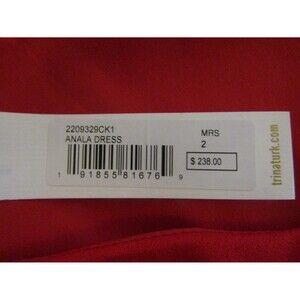 2209329CK1
ANALA DRESS
MRS
2
$ 238.00
1 91855 81676 9
trinaturk.com